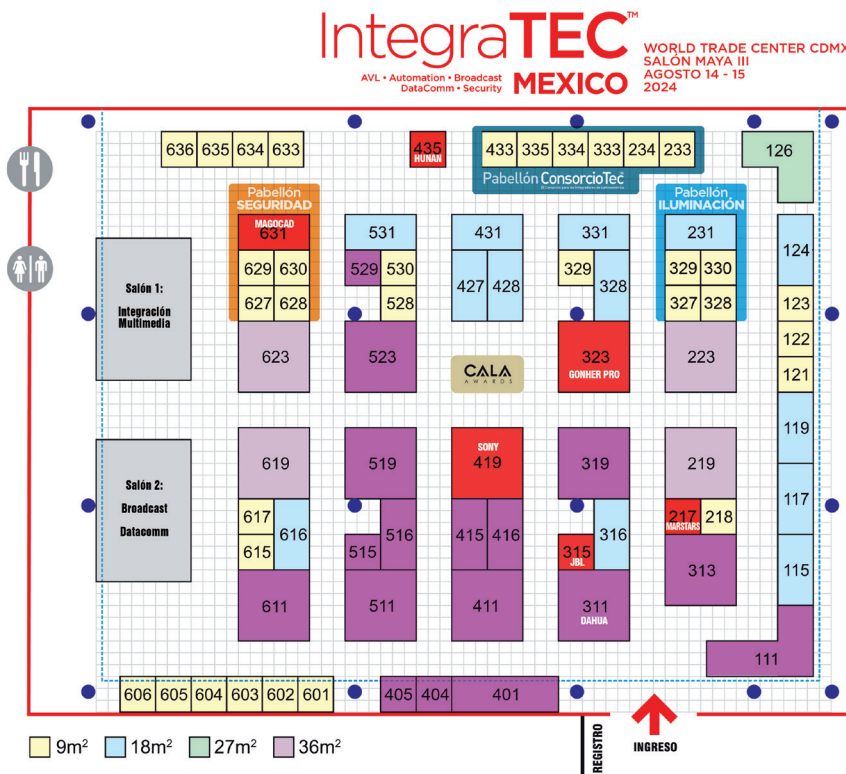 IntegraTEC™
AVL • Automation • Broadcast
DataComm • Security
MEXICO
WORLD TRADE CENTER CDMX
SALÓN MAYA III
AGOSTO 14 - 15
2024
636 635 634 633
435
HUNAN
433 335 334 333 234 233
Pabellón ConsorcioTec
126
Pabellón
SEGURIDAD
Pabellón
ILUMINACIÓN
MAGOCAD
631
531
431
331
231
124
629 630
529 530
427 428
329
328
329 330
627 628
528
327 328
123
Salón 1:
Integración
Multimedia
623
523
CALA
AWARDS
323
GONHER PRO
223
122
121
119
Salón 2:
Broadcast
Datacomm
619
519
SONY
419
319
219
117
617
616
615
516
515
415 416
316
315
JBL
217
MARSTARS
218
313
115
611
511
411
311
DAHUA
111
606 605 604 603 602 601
405 404 401
9m²
18m²
27m²
36m²
REGISTRO
INGRESO